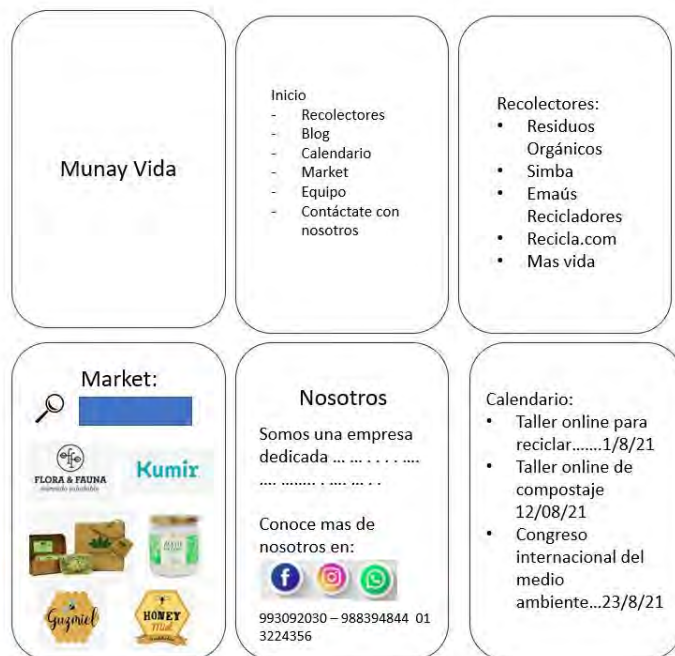 Munay Vida
Inicio
- Recolectores
- Blog
- Calendario
- Market
- Equipo
- Contáctate con
nosotros
Recolectores:
• Residuos
Orgánicos
• Simba
• Emaús
Recicladores
• Recicla.com
• Mas vida
Market:
FLORA & FAUNA
mercado saludable
Kumir
Guzmiel
HONEY
Miel
Nosotros
Somos una empresa
dedicada ... ... . . . . ....
.... ........ . .... ... . .
Conoce mas de
nosotros en:
993092030 – 988394844 01
3224356
Calendario:
• Taller online para
reciclar.......1/8/21
• Taller online de
compostaje
12/08/21
• Congreso
internacional del
medio
ambiente...23/8/21